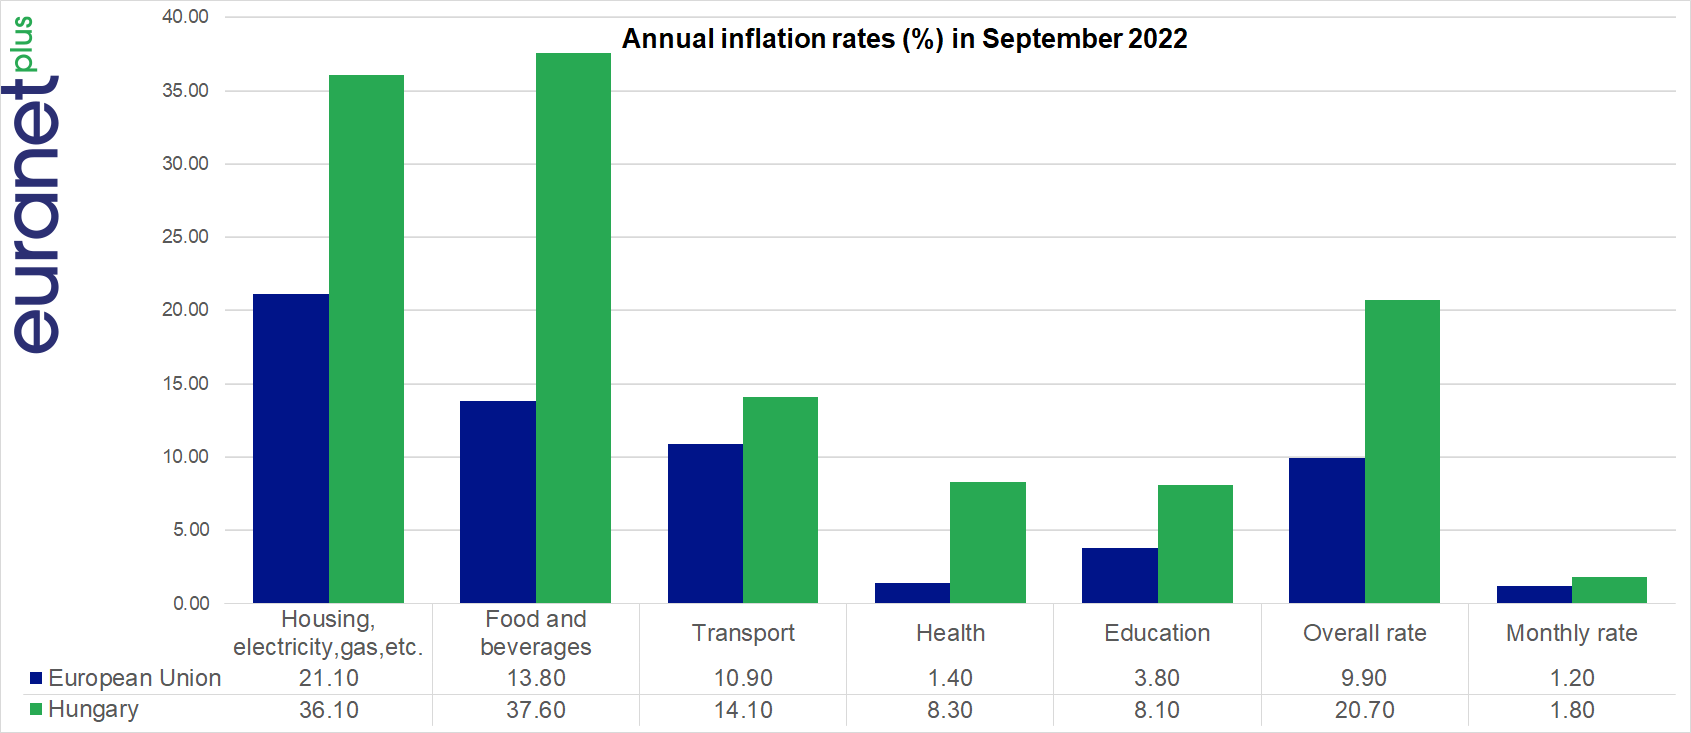 euranet plus
Annual inflation rates (%) in September 2022
40.00
35.00
30.00
25.00
20.00
15.00
10.00
5.00
0.00
Housing, electricity,gas,etc.
Food and beverages
Transport
Health
Education
Overall rate
Monthly rate
European Union 21.10 13.80 10.90 1.40 3.80 9.90 1.20
Hungary 36.10 37.60 14.10 8.30 8.10 20.70 1.80